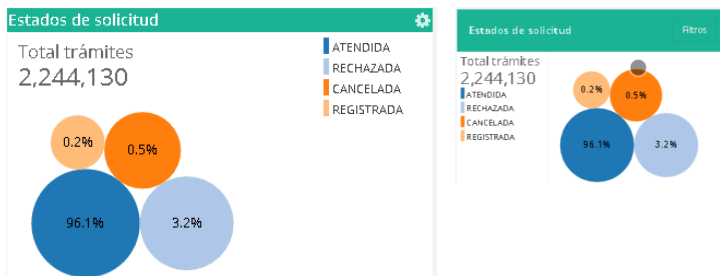 Estados de solicitud
Total trámites
2,244,130
ATENDIDA
RECHAZADA
CANCELADA
REGISTRADA
0.2%
0.5%
96.1%
3.2%
Estados de solicitud
Filtros
Total trámites
2,244,130
ATENDIDA
RECHAZADA
CANCELADA
REGISTRADA
0.2%
0.5%
96.1%
3.2%